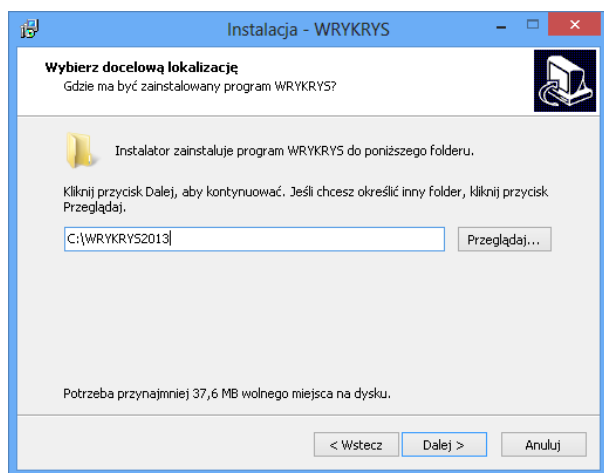 Instalacja - WRYKRYS
Wybierz docelową lokalizację
Gdzie ma być zainstalowany program WRYKRYS?
Instalator zainstaluje program WRYKRYS do poniższego folderu.
Kliknij przycisk Dalej, aby kontynuować. Jeśli chcesz określić inny folder, kliknij przycisk
Przeglądaj.
C:\WRYKRYS2013
Przeglądaj...
Potrzeba przynajmniej 37,6 MB wolnego miejsca na dysku.
< Wstecz
Dalej >
Anuluj